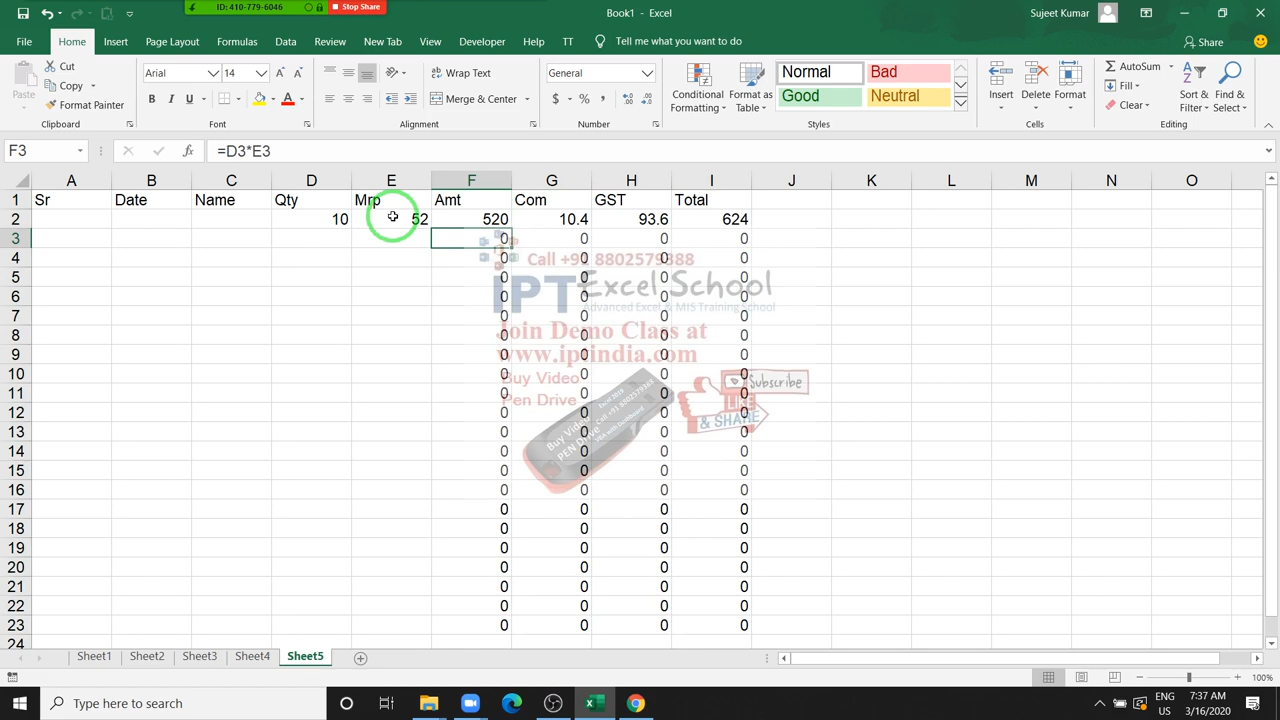 ID: 410-779-6046 Stop Share
Book1 - Excel
Sujeet Kumar
File Home Insert Page Layout Formulas Data Review New Tab View Developer Help TT Tell me what you want to do Share
Paste Cut Copy Format Painter
Clipboard
Arial 14
B I U
Font
Wrap Text
Merge & Center
Alignment
General
$ % ,
Number
Conditional Formatting
Format as Table
Normal Bad
Good Neutral
Styles
Insert Delete Format
Cells
AutoSum
Fill
Clear
Sort & Filter
Find & Select
Editing
F3 fx =D3*E3
A B C D E F G H I J K L M N O
1 Sr Date Name Qty Mrp Amt Com GST Total
2 10 52 520 10.4 93.6 624
3 0 0 0 0
4 0 0 0 0
5 0 0 0 0
6 0 0 0 0
7 0 0 0 0
8 0 0 0 0
9 0 0 0 0
10 0 0 0 0
11 0 0 0 0
12 0 0 0 0
13 0 0 0 0
14 0 0 0 0
15 0 0 0 0
16 0 0 0 0
17 0 0 0 0
18 0 0 0 0
19 0 0 0 0
20 0 0 0 0
21 0 0 0 0
22 0 0 0 0
23 0 0 0 0
24
Call +91 8802579388
iPT Excel School
Advanced Excel & MIS Training School
Join Demo Class at
www.iptindia.com
Buy Video
Pen Drive
Subscribe
LIKE
& SHARE
Buy Video
PEN Drive
Sheet1 Sheet2 Sheet3 Sheet4 Sheet5
100%
Type here to search
ENG
US
7:37 AM
3/16/2020